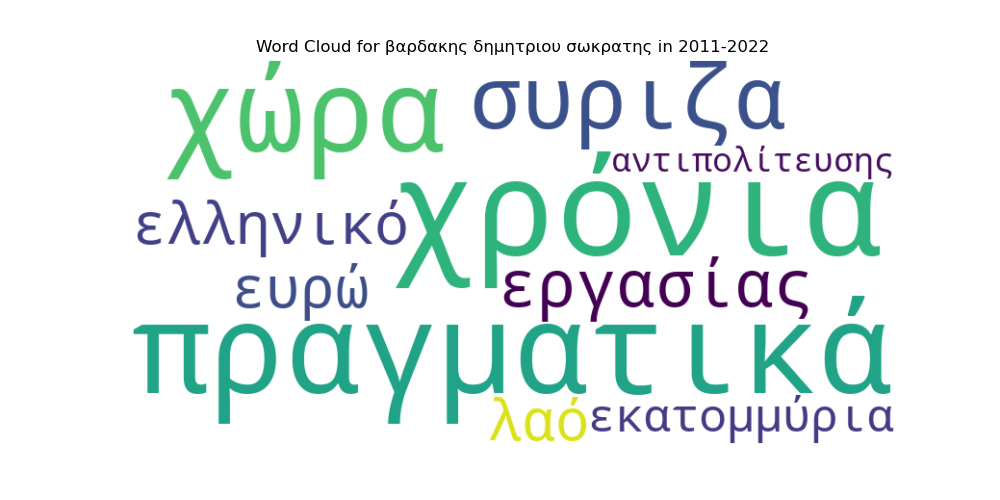 Word Cloud for βαρδακης δημητριου σωκρατης in 2011-2022
χώρα συριζα
αντιπολίτευσης
χρόνια
ελληνικό
ευρώ εργασίας
πραγματικά
λαό εκατομμύρια